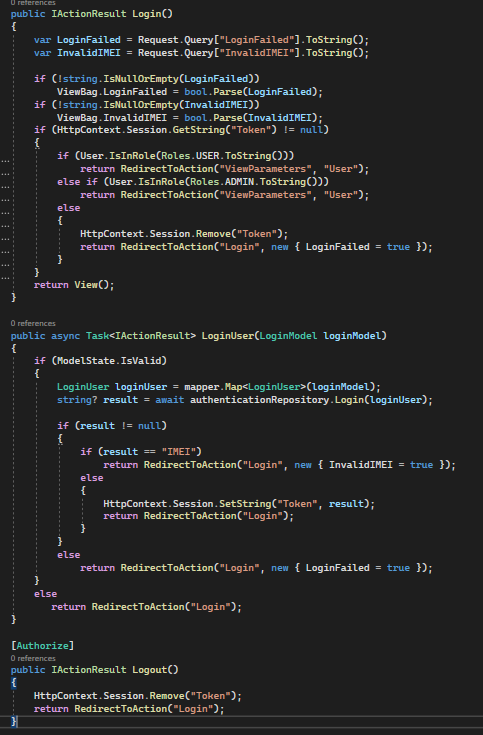 0 references
public IActionResult Login()
{
    var LoginFailed = Request.Query["LoginFailed"].ToString();
    var InvalidIMEI = Request.Query["InvalidIMEI"].ToString();

    if (!string.IsNullOrEmpty(LoginFailed))
        ViewBag.LoginFailed = bool.Parse(LoginFailed);
    if (!string.IsNullOrEmpty(InvalidIMEI))
        ViewBag.InvalidIMEI = bool.Parse(InvalidIMEI);
    if (HttpContext.Session.GetString("Token") != null)
    {
        if (User.IsInRole(Roles.USER.ToString()))
            return RedirectToAction("ViewParameters", "User");
        else if (User.IsInRole(Roles.ADMIN.ToString()))
            return RedirectToAction("ViewParameters", "User");
        else
        {
            HttpContext.Session.Remove("Token");
            return RedirectToAction("Login", new { LoginFailed = true });
        }
    }
    return View();
}

0 references
public async Task<IActionResult> LoginUser(LoginModel loginModel)
{
    if (ModelState.IsValid)
    {
        LoginUser loginUser = mapper.Map<LoginUser>(loginModel);
        string? result = await authenticationRepository.Login(loginUser);

        if (result != null)
        {
            if (result == "IMEI")
                return RedirectToAction("Login", new { InvalidIMEI = true });
            else
            {
                HttpContext.Session.SetString("Token", result);
                return RedirectToAction("Login");
            }
        }
        else
            return RedirectToAction("Login", new { LoginFailed = true });
    }
    else
       return RedirectToAction("Login");
}

[Authorize]
0 references
public IActionResult Logout()
{
    HttpContext.Session.Remove("Token");
    return RedirectToAction("Login");
}